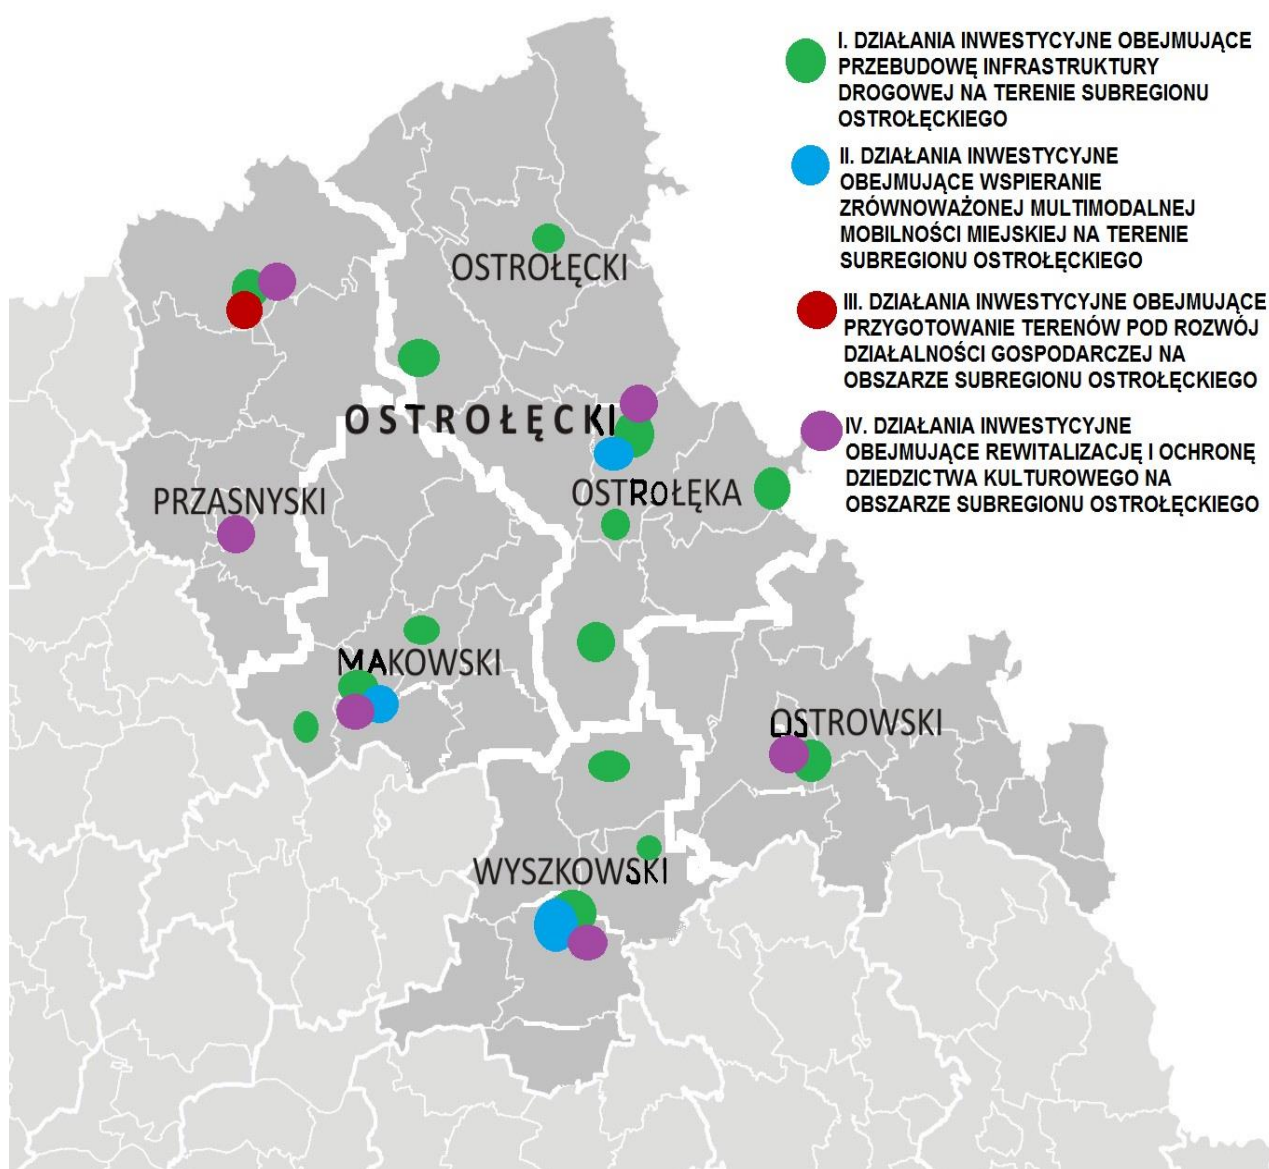 I. DZIAŁANIA INWESTYCYJNE OBEJMUJĄCE
PRZEBUDOWĘ INFRASTRUKTURY
DROGOWEJ NA TERENIE SUBREGIONU
OSTROŁĘCKIEGO
II. DZIAŁANIA INWESTYCYJNE
OBEJMUJĄCE WSPIERANIE
ZRÓWNOWAŻONEJ MULTIMODALNEJ
MOBILNOŚCI MIEJSKIEJ NA TERENIE
SUBREGIONU OSTROŁĘCKIEGO
III. DZIAŁANIA INWESTYCYJNE OBEJMUJĄCE
PRZYGOTOWANIE TERENÓW POD ROZWÓJ
DZIAŁALNOŚCI GOSPODARCZEJ NA
OBSZARZE SUBREGIONU OSTROŁĘCKIEGO
IV. DZIAŁANIA INWESTYCYJNE
OBEJMUJĄCE REWITALIZACJĘ I OCHRONĘ
DZIEDZICTWA KULTUROWEGO NA
OBSZARZE SUBREGIONU OSTROŁĘCKIEGO
OSTROŁĘCKI
OSTROŁĘCKI
PRZASNYSKI
OSTROŁĘKA
MAKOWSKI
OSTROWSKI
WYSZKOWSKI